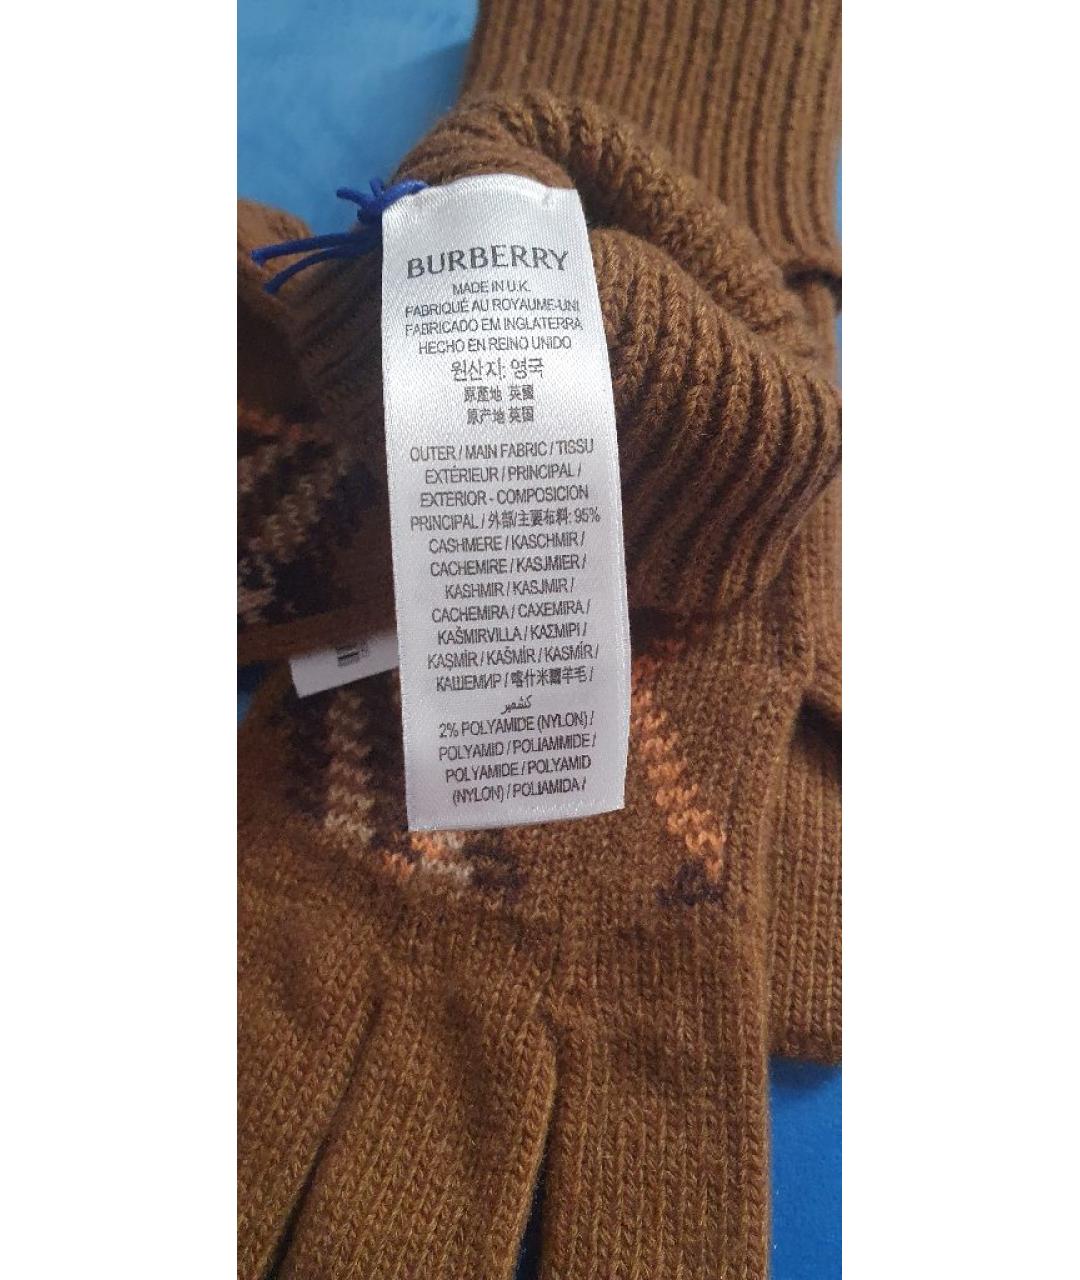 BURBERRY
MADE IN U.K.
FABRIQUÉ AU ROYAUME-UNI
FABRICADO EM INGLATERRA
HECHO EN REINO UNIDO
원산지: 영국
原產地 英國
原产地 英国
OUTER / MAIN FABRIC / TISSU
EXTÉRIEUR / PRINCIPAL /
EXTERIOR - COMPOSICION
PRINCIPAL / 外部/主要布料: 95%
CASHMERE / KASCHMIR /
CACHEMIRE / KASJMIER /
KASHMIR / KASJMIR /
CACHEMIRA / CAXEMIRA /
KAŠMIRVILLA / ΚΑΣΜΙΡΙ /
KAŞMİR / KAŠMÍR / KASMÍR /
КАШЕМИР / 喀什米爾羊毛 /
كشمير
2% POLYAMIDE (NYLON) /
POLYAMID / POLIAMMIDE /
POLYAMIDE / POLYAMID
(NYLON) / POLIAMIDA /